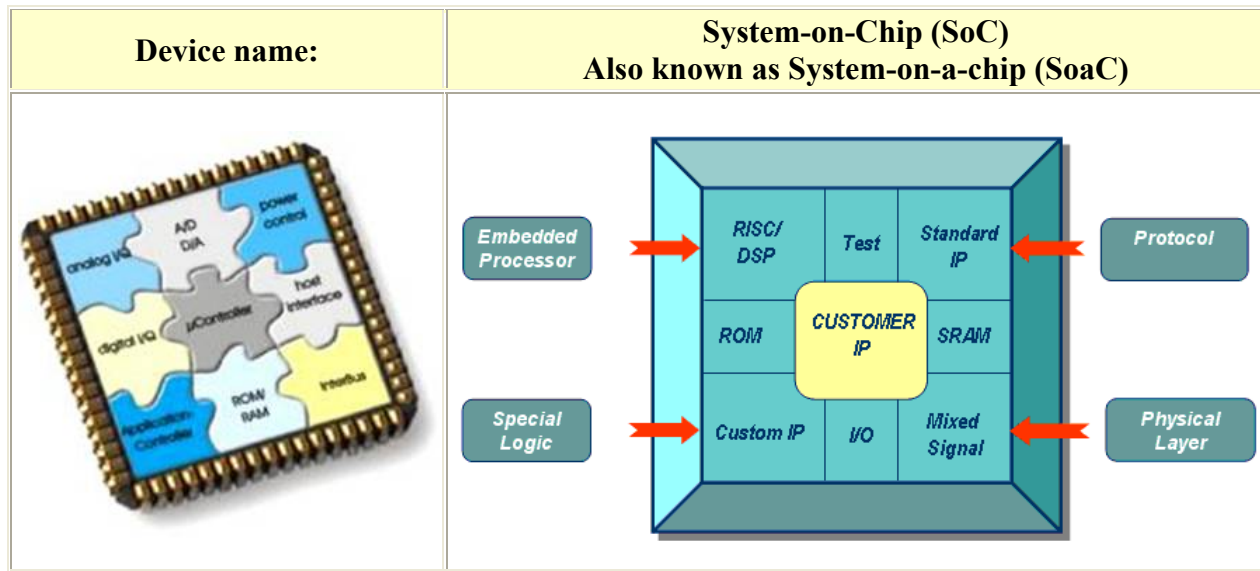 Device name:
System-on-Chip (SoC)
Also known as System-on-a-chip (SoaC)
analog I/Q
A/D
D/A
power
control
digital I/Q
µController
host
interface
Application-
Controller
ROM/
RAM
InterBus
Embedded
Processor
Special
Logic
RISC/
DSP
Test
Standard
IP
ROM
CUSTOMER
IP
SRAM
Custom IP
I/O
Mixed
Signal
Protocol
Physical
Layer